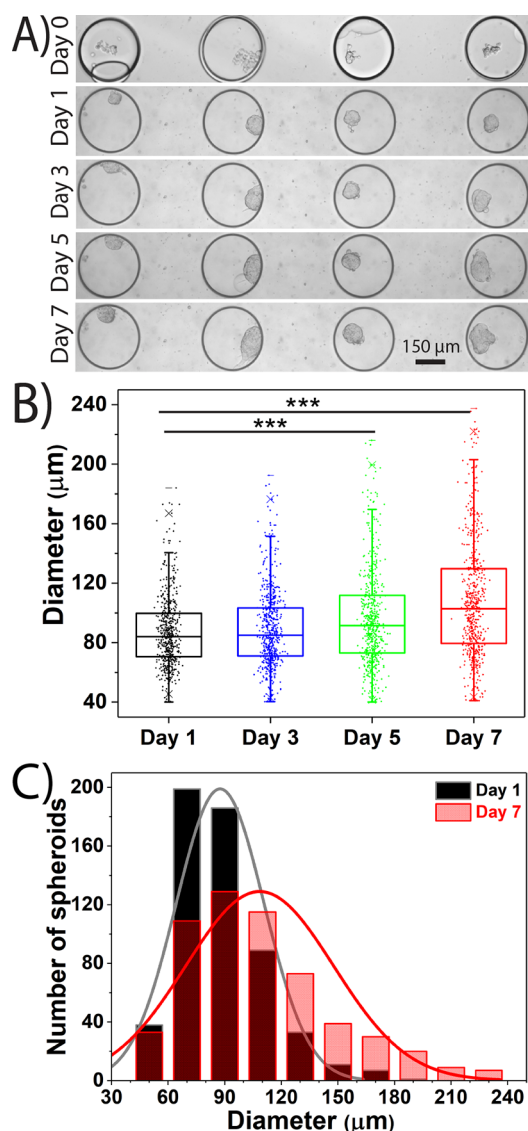 A)
Day 0
Day 1
Day 3
Day 5
Day 7
150 μm
B)
240
200
160
120
80
40
Diameter (μm)
***
***
Day 1
Day 3
Day 5
Day 7
C)
200
160
120
80
40
0
Number of spheroids
Day 1
Day 7
30
60
90
120
150
180
210
240
Diameter (μm)